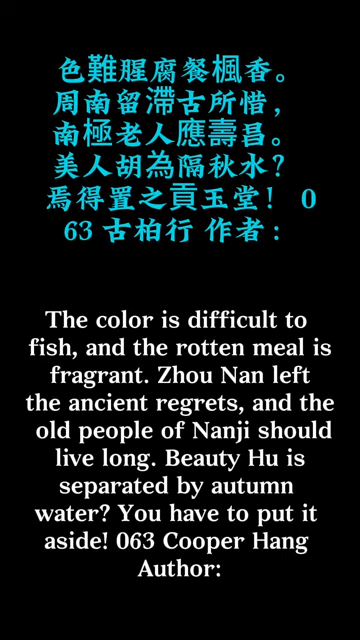 色難腥腐餐楓香。
周南留滯古所惜，
南極老人應壽昌。
美人胡為隔秋水？
焉得置之貢玉堂！ 0
63 古柏行 作者：
The color is difficult to
fish, and the rotten meal is
fragrant. Zhou Nan left
the ancient regrets, and the
old people of Nanji should
live long. Beauty Hu is
separated by autumn
water? You have to put it
aside! 063 Cooper Hang
Author: